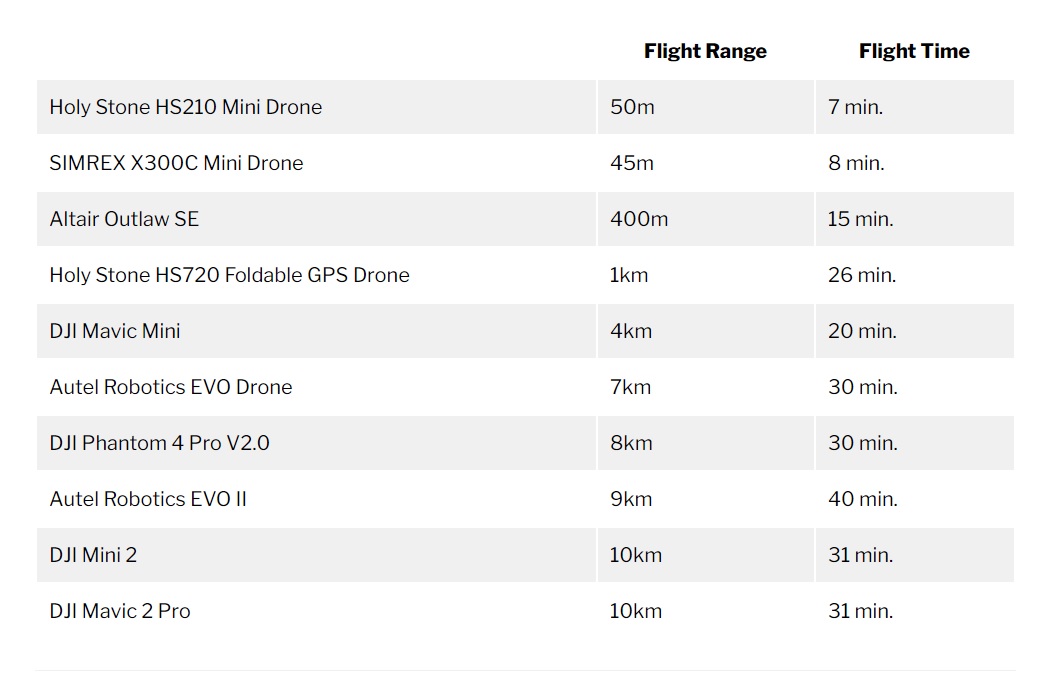 Flight Range Flight Time
Holy Stone HS210 Mini Drone 50m 7 min.
SIMREX X300C Mini Drone 45m 8 min.
Altair Outlaw SE 400m 15 min.
Holy Stone HS720 Foldable GPS Drone 1km 26 min.
DJI Mavic Mini 4km 20 min.
Autel Robotics EVO Drone 7km 30 min.
DJI Phantom 4 Pro V2.0 8km 30 min.
Autel Robotics EVO II 9km 40 min.
DJI Mini 2 10km 31 min.
DJI Mavic 2 Pro 10km 31 min.